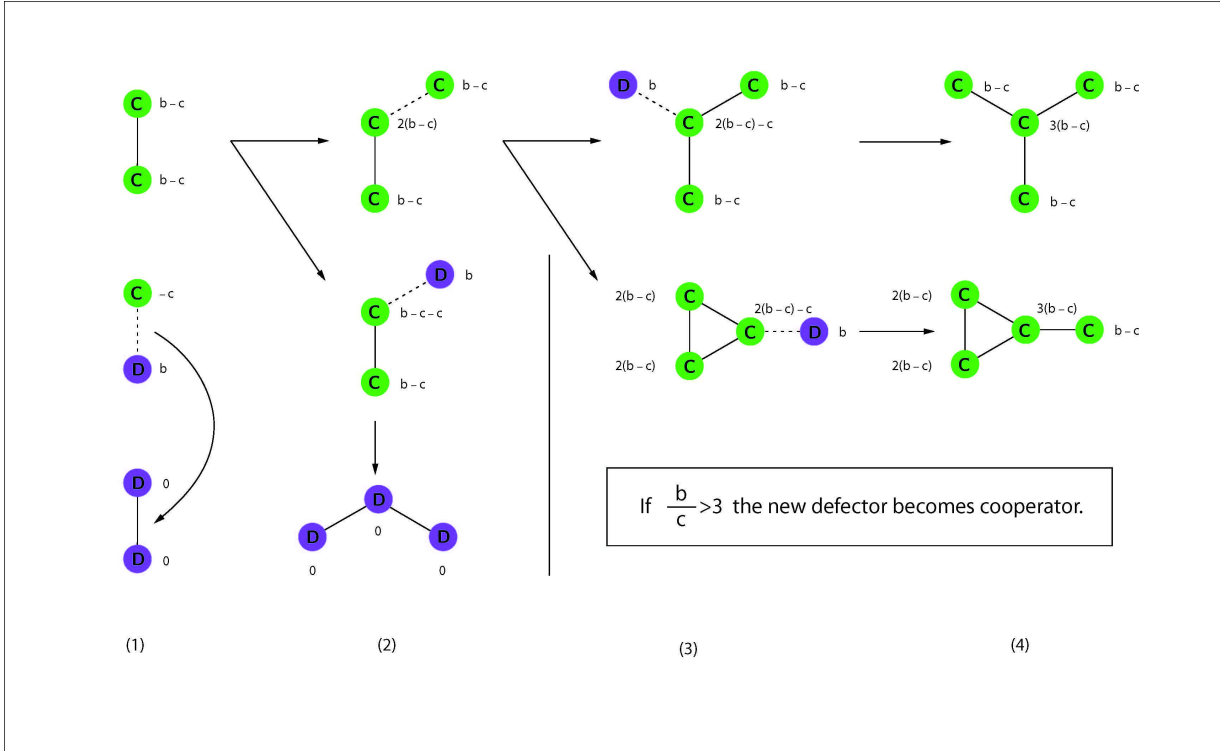 C b – c
C b – c
C b – c
C 2(b – c)
C b – c
D b
C b – c
C 2(b – c) – c
C b – c
C b – c
C b – c
C 3(b – c)
C b – c
C – c
D b
D 0
D 0
D b
C b – c – c
C b – c
D 0
D 0
D 0
2(b – c) C
2(b – c) – c
C D b
2(b – c) C
2(b – c) C
3(b – c)
C C b – c
2(b – c) C
If b/c >3 the new defector becomes cooperator.
(1)
(2)
(3)
(4)